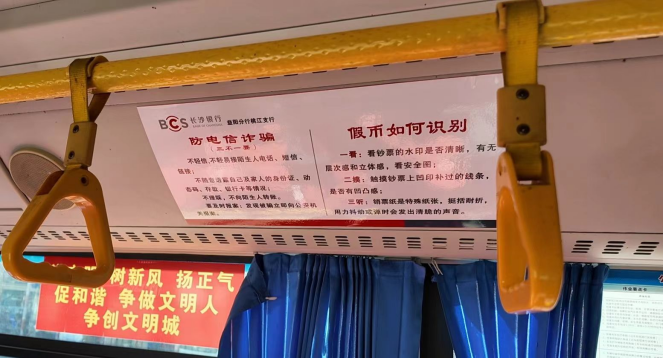 BCS 长沙银行 益阳分行桃江支行
BANK OF CHANGSHA
防电信诈骗
三不一要
不轻信：不轻易相陌生人电话、短信、
链接；
不透露自己及家人的身份证、动
态码、存款、银行卡等情况；
不转账，不向陌生人转账。
要及时报案：发现被骗立即向公安机
关报案。
假币如何识别
一看：看钞票的水印是否清晰，有无
层次感和立体感，看安全图；
二摸：触摸钞票上凹印补过的线条，
是否有凹凸感；
三听：钞票纸是特殊纸张，挺括耐折，
用力抖动或弹时会发出清脆的声音。
树新风 扬正气
促和谐 争做文明人
争创文明城